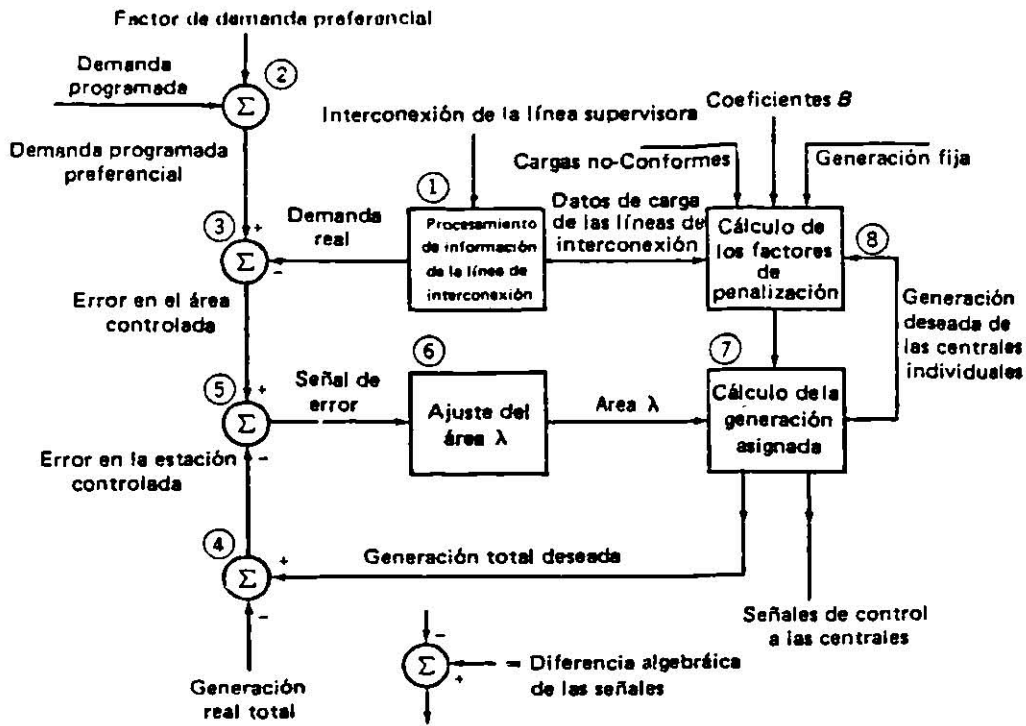 Factor de demanda preferencial
Demanda
programada
2
Σ
Demanda programada
preferencial
Interconexión de la línea supervisora
Coeficientes B
Cargas no-Conformes
Generación fija
1
Procesamiento
de información
de la línea de
interconexión
Datos de carga
de las líneas de
interconexión
Cálculo de
los factores
de
penalización
8
3
+
Σ
-
Demanda
real
Error en el área
controlada
Generación
deseada de
las centrales
individuales
5
+
Σ
-
Señal de
error
6
Ajuste del
área λ
Area λ
7
Cálculo de la
generación
asignada
Error en la estación
controlada
4
Σ
+
-
Generación total deseada
Señales de control
a las centrales
Generación
real total
-
Σ
+
= Diferencia algebráica
de las señales